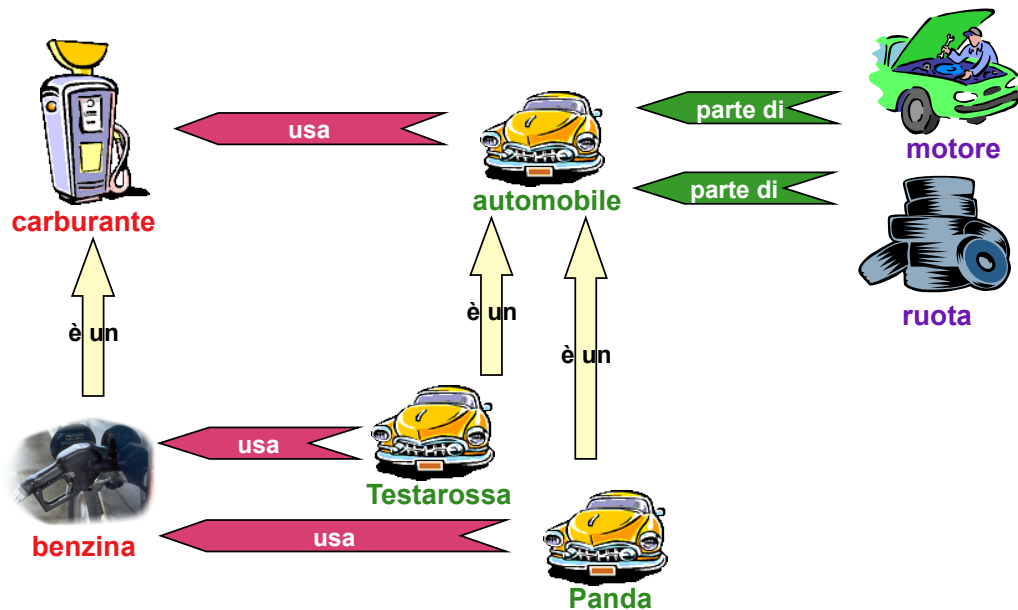 parte di
usa
motore
parte di
automobile
carburante
ruota
è un
è un
è un
usa
Testarossa
usa
benzina
Panda